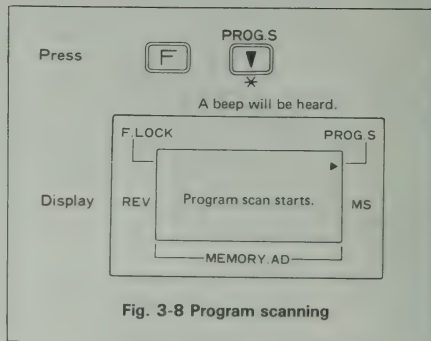 PROG.S
Press F ▼
*
A beep will be heard.
F.LOCK PROG.S
Display REV Program scan starts. MS
MEMORY.AD
Fig. 3-8 Program scanning